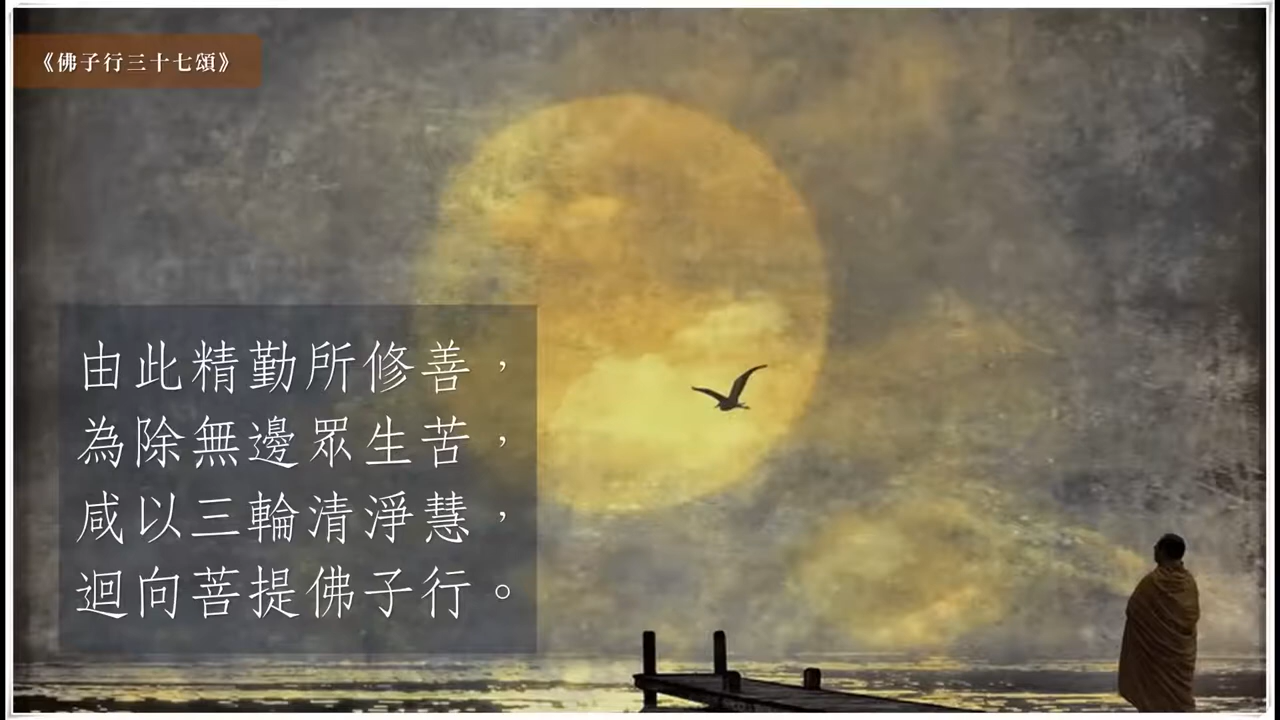 《佛子行三十七頌》
由此精勤所修善，
為除無邊眾生苦，
咸以三輪清淨慧，
迴向菩提佛子行。